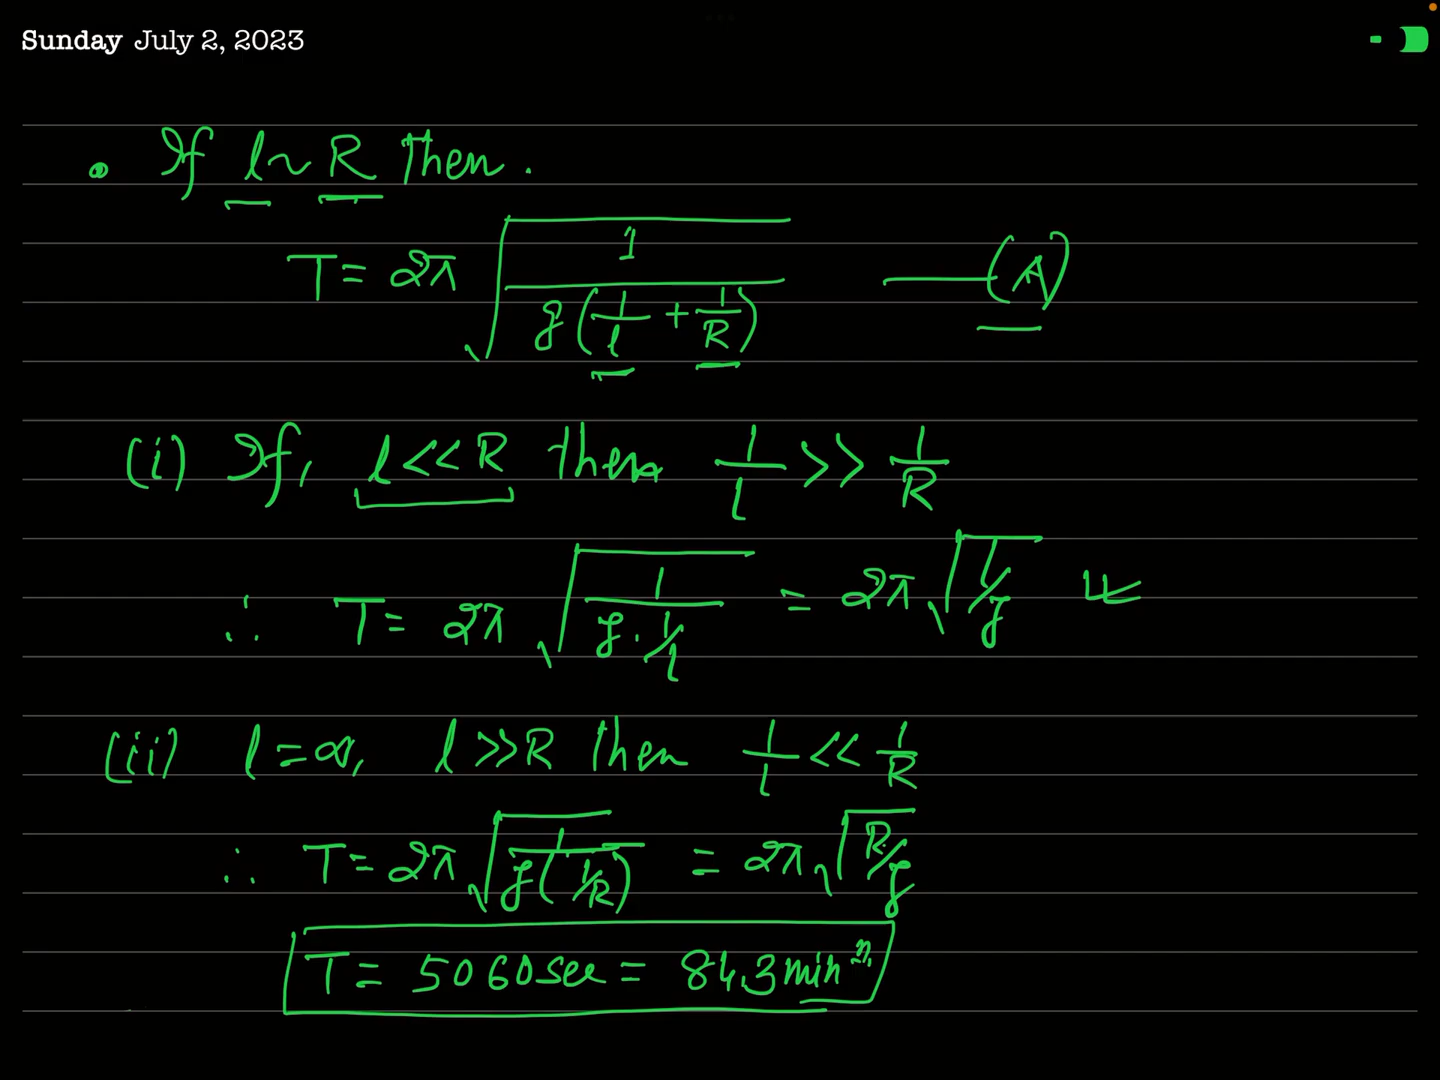 Sunday July 2, 2023
• If l ~ R then.
T = 2π √(1 / g(1/l + 1/R)) —(A)
(i) If, l << R then 1/l >> 1/R
∴ T = 2π √(1 / g·1/l) = 2π √(l/g)
(ii) l = ∞, l >> R then 1/l << 1/R
∴ T = 2π √(1 / g(1/R)) = 2π √(R/g)
T = 5060 sec = 84.3 min